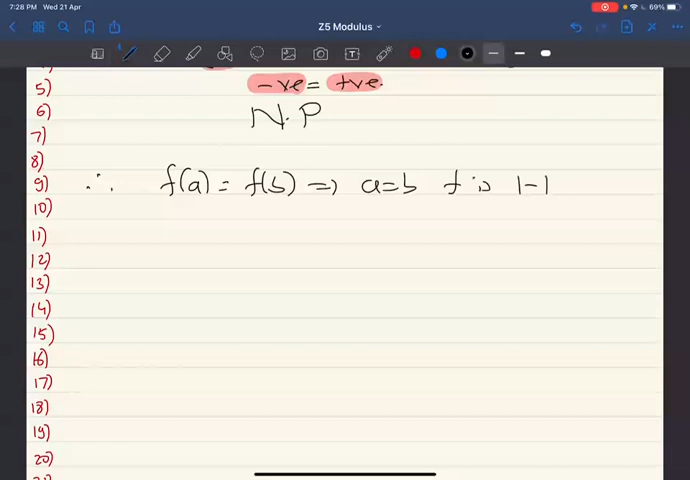 7:28 PM Wed 21 Apr
69%
Z5 Modulus
5) -ve = +ve.
6) N.P
7)
8)
9) ∴ f(a) = f(b) => a=b f is 1-1
10)
11)
12)
13)
14)
15)
16)
17)
18)
19)
20)